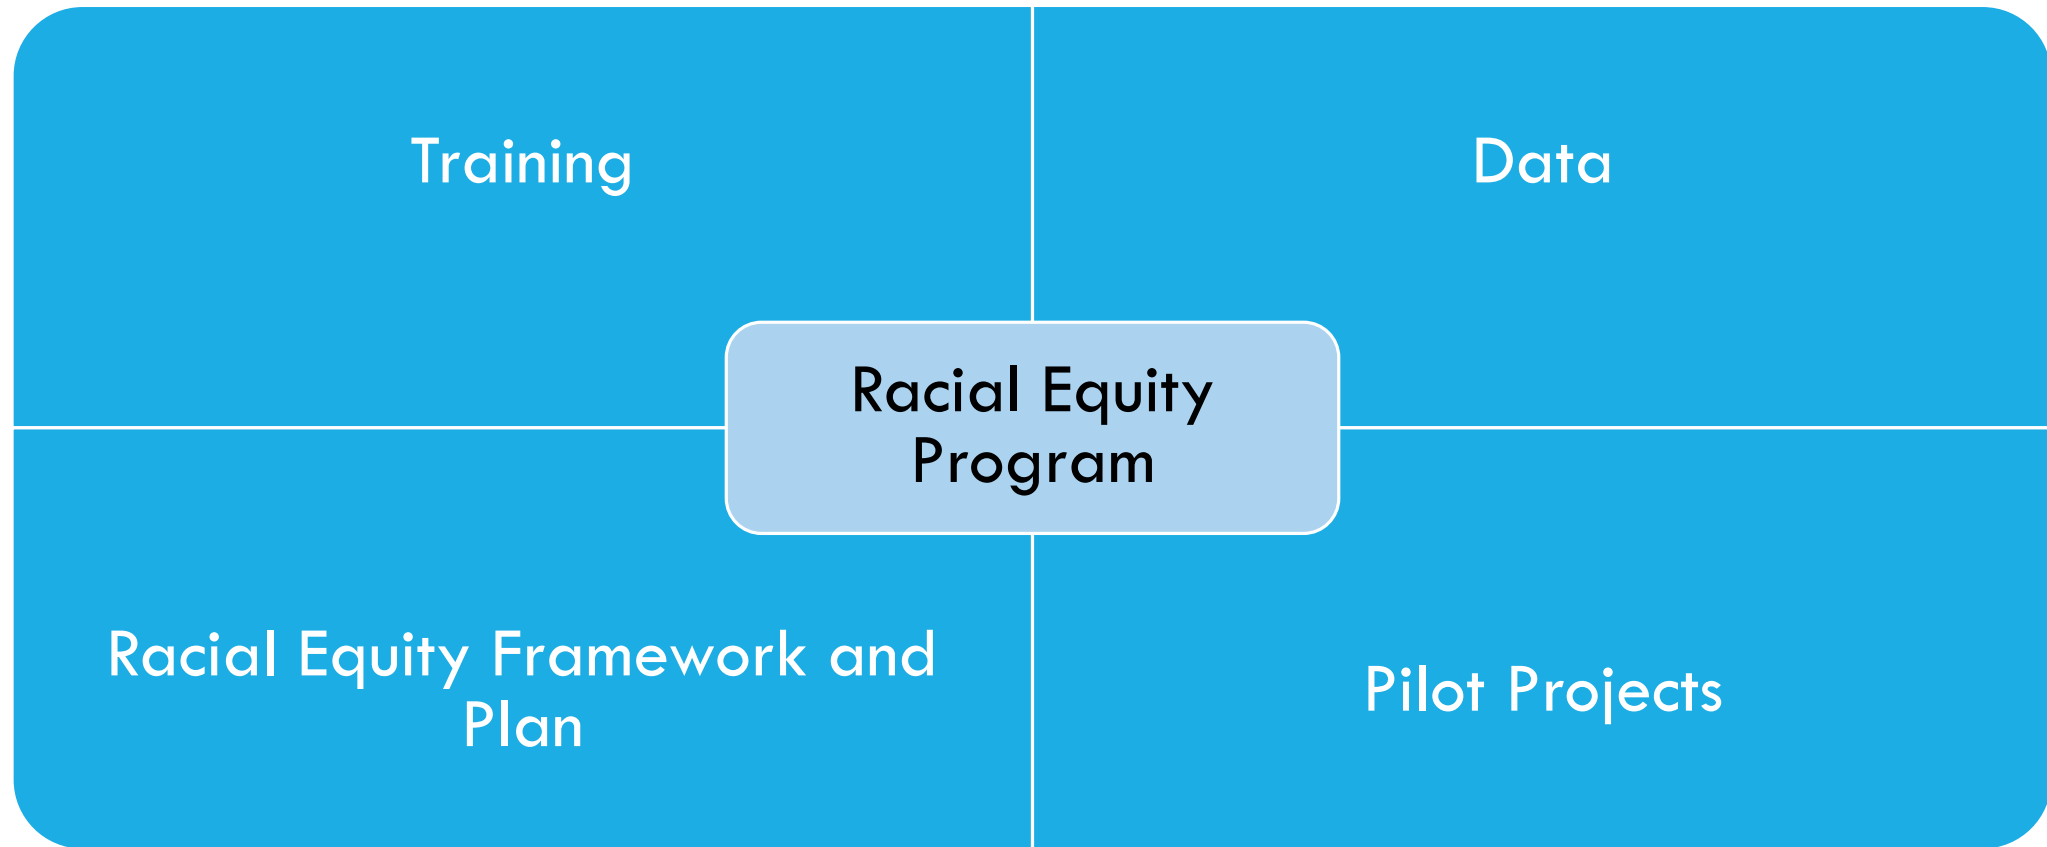 Training
Data
Racial Equity
Program
Racial Equity Framework and
Plan
Pilot Projects